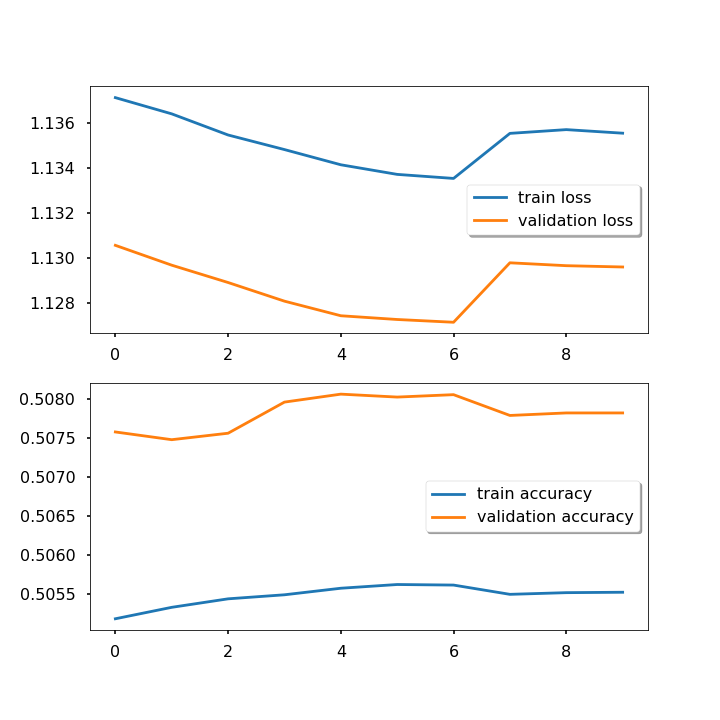 1.136
1.134
1.132
1.130
1.128
train loss
validation loss
0 2 4 6 8
0.5080
0.5075
0.5070
0.5065
0.5060
0.5055
train accuracy
validation accuracy
0 2 4 6 8